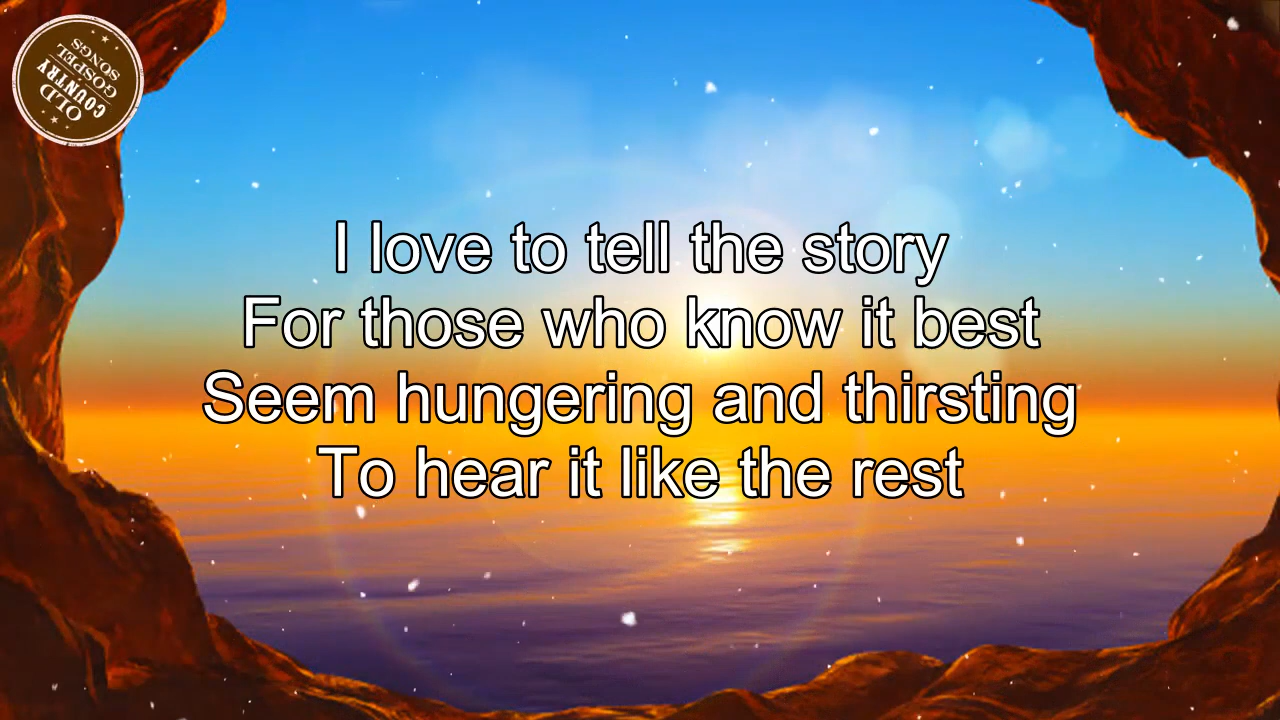 OLD
COUNTRY
GOSPEL
SONGS
I love to tell the story
For those who know it best
Seem hungering and thirsting
To hear it like the rest